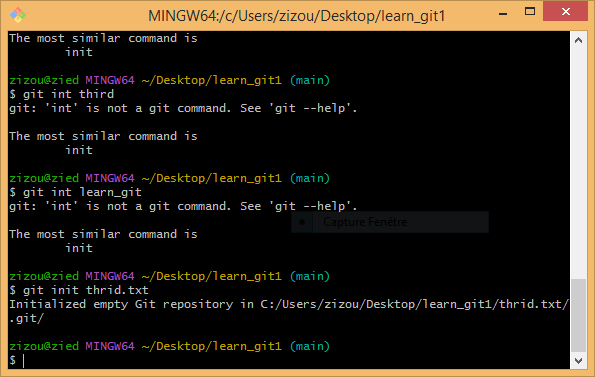 MINGW64:/c/Users/zizou/Desktop/learn_git1
The most similar command is
init
zizou@zied MINGW64 ~/Desktop/learn_git1 (main)
$ git int third
git: 'int' is not a git command. See 'git --help'.
The most similar command is
init
zizou@zied MINGW64 ~/Desktop/learn_git1 (main)
$ git int learn_git
git: 'int' is not a git command. See 'git --help'.
Capture Fenêtre
The most similar command is
init
zizou@zied MINGW64 ~/Desktop/learn_git1 (main)
$ git init thrid.txt
Initialized empty Git repository in C:/Users/zizou/Desktop/learn_git1/thrid.txt/
.git/
zizou@zied MINGW64 ~/Desktop/learn_git1 (main)
$